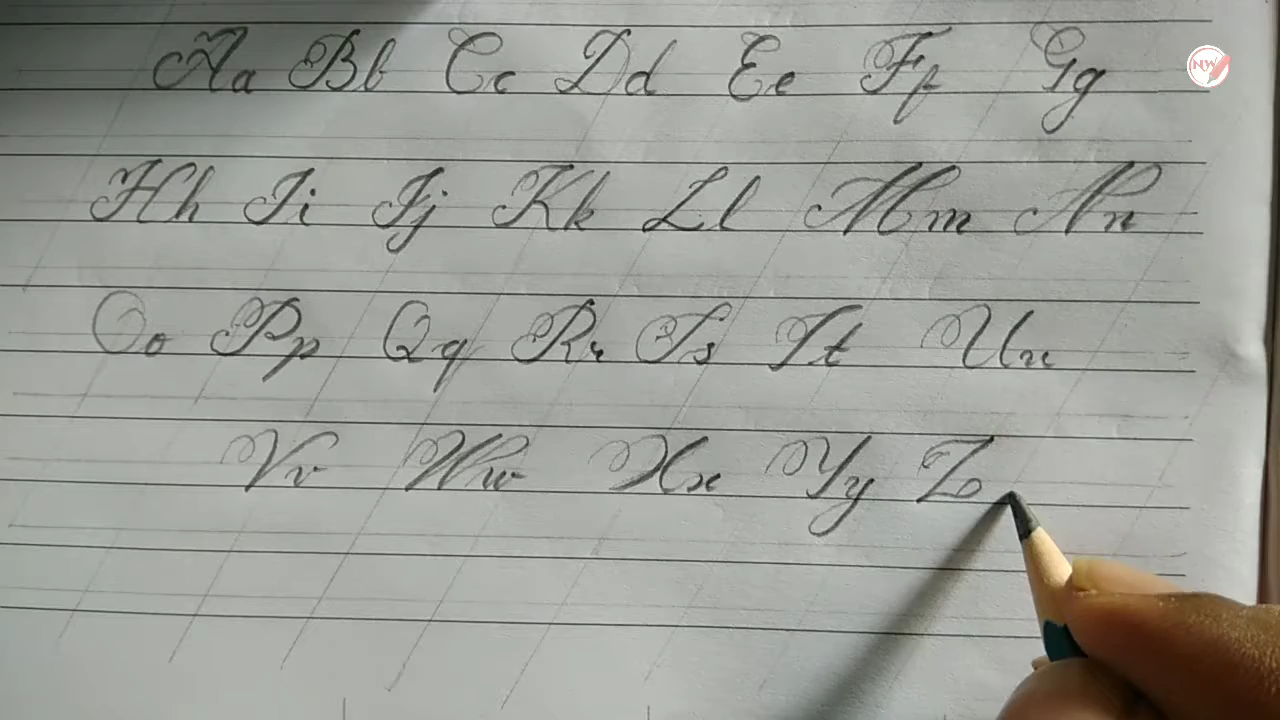 Aa Bb Cc Dd Ee Ff Gg
Hh Ii Jj Kk Ll Mm Nn
Oo Pp Qq Rr Ss Tt Uu
Vv Ww Xx Yy Z
NW